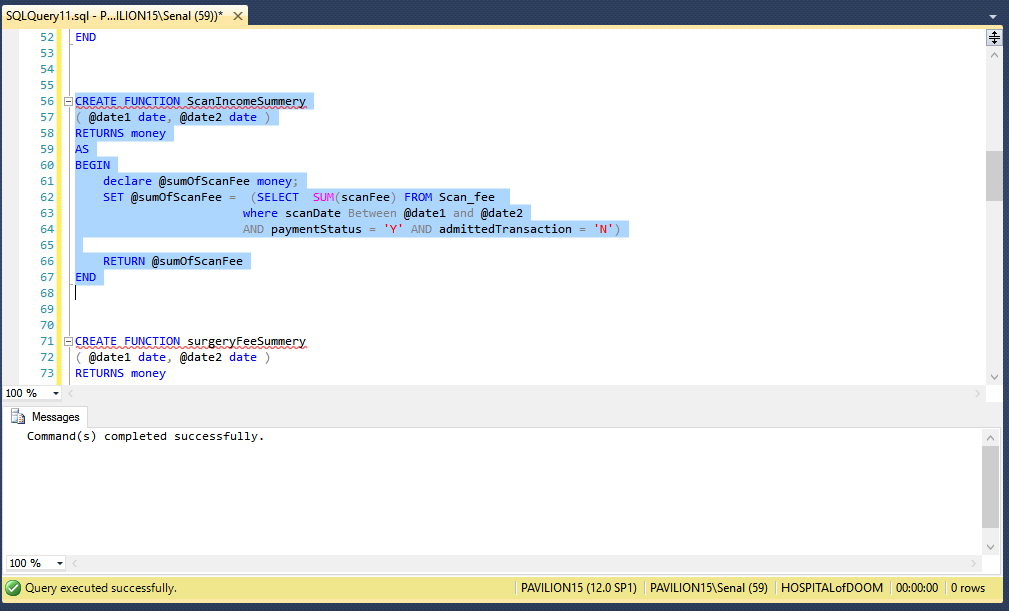 SQLQuery11.sql - P...ILION15\Senal (59))* ×
52 END
53
54
55
56 CREATE FUNCTION ScanIncomeSummery
57 ( @date1 date, @date2 date )
58 RETURNS money
59 AS
60 BEGIN
61 declare @sumOfScanFee money;
62 SET @sumOfScanFee = (SELECT SUM(scanFee) FROM Scan_fee
63 where scanDate Between @date1 and @date2
64 AND paymentStatus = 'Y' AND admittedTransaction = 'N')
65
66 RETURN @sumOfScanFee
67 END
68
69
70
71 CREATE FUNCTION surgeryFeeSummery
72 ( @date1 date, @date2 date )
73 RETURNS money
100 %
Messages
Command(s) completed successfully.
100 %
Query executed successfully. PAVILION15 (12.0 SP1) PAVILION15\Senal (59) HOSPITALofDOOM 00:00:00 0 rows